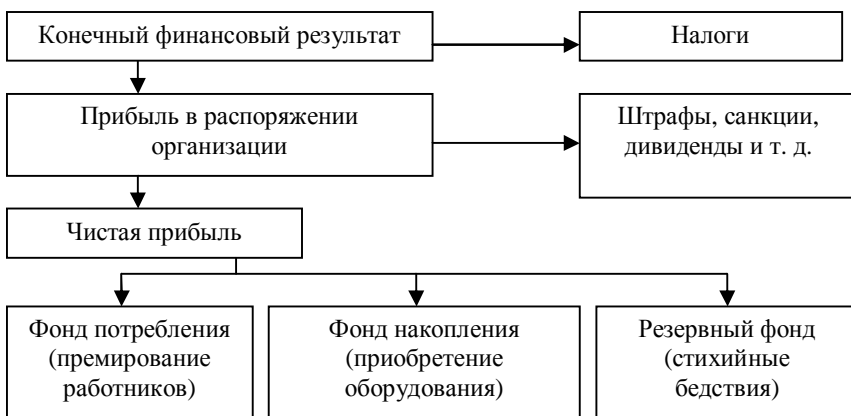 Конечный финансовый результат
Налоги
Прибыль в распоряжении
организации
Штрафы, санкции,
дивиденды и т. д.
Чистая прибыль
Фонд потребления
(премирование
работников)
Фонд накопления
(приобретение
оборудования)
Резервный фонд
(стихийные
бедствия)